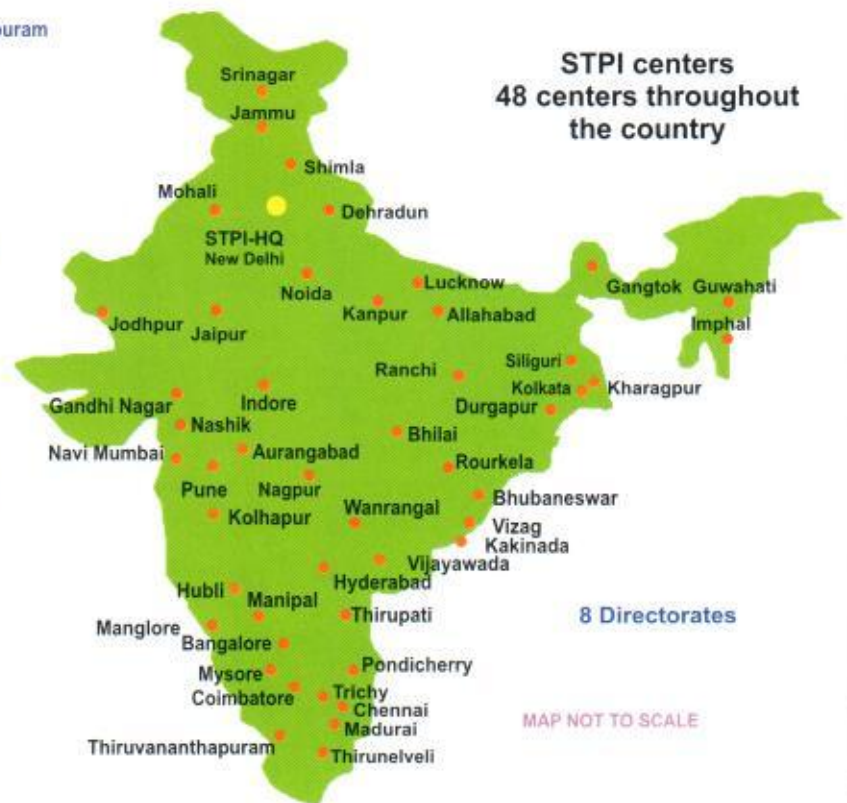 STPI centers
48 centers throughout
the country
Srinagar
Jammu
Shimla
Mohali
Dehradun
STPI-HQ
New Delhi
Noida
Lucknow
Kanpur
Allahabad
Gangtok
Guwahati
Imphal
Jodhpur
Jaipur
Ranchi
Siliguri
Kolkata
Kharagpur
Durgapur
Gandhi Nagar
Indore
Nashik
Bhilai
Navi Mumbai
Aurangabad
Rourkela
Pune
Nagpur
Bhubaneswar
Kolhapur
Wanrangal
Vizag
Kakinada
Vijayawada
Hyderabad
Hubli
Manipal
Thirupati
8 Directorates
Manglore
Bangalore
Mysore
Pondicherry
Coimbatore
Trichy
Chennai
MAP NOT TO SCALE
Madurai
Thiruvananthapuram
Thirunelveli